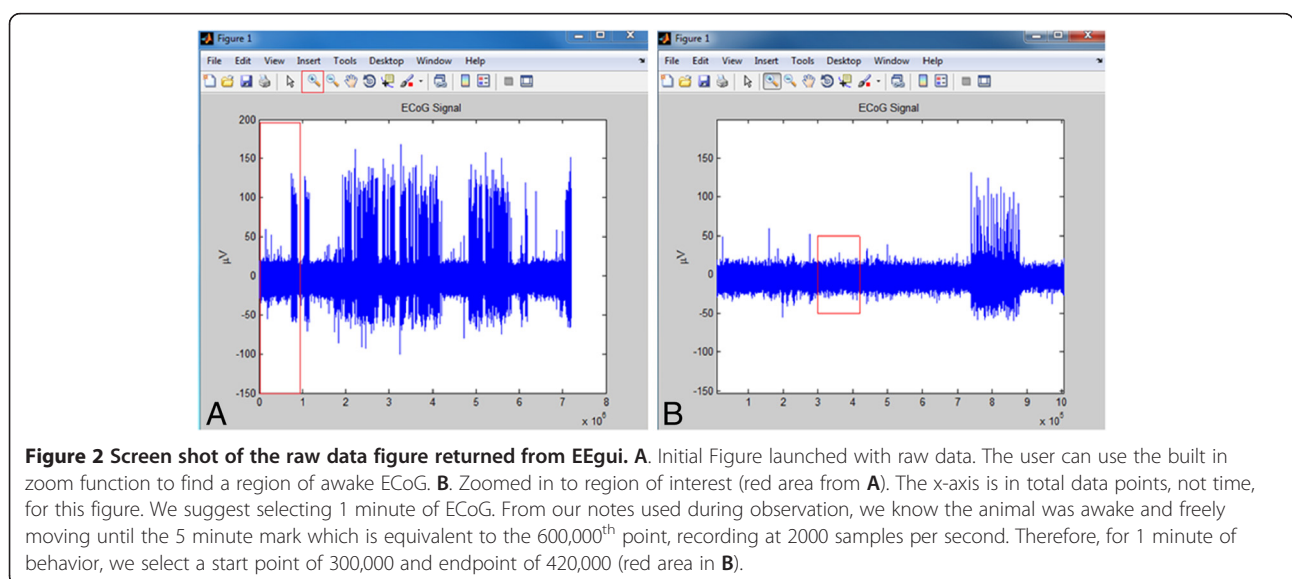 Figure 1
File Edit View Insert Tools Desktop Window Help
ECoG Signal
200
150
100
50
0
-50
-100
-150
µV
0 1 2 3 4 5 6 7 8
x 10^6
A
Figure 1
File Edit View Insert Tools Desktop Window Help
ECoG Signal
150
100
50
0
-50
-100
-150
µV
1 2 3 4 5 6 7 8 9 10
x 10^5
B
Figure 2 Screen shot of the raw data figure returned from EEgui. A. Initial Figure launched with raw data. The user can use the built in
zoom function to find a region of awake ECoG. B. Zoomed in to region of interest (red area from A). The x-axis is in total data points, not time,
for this figure. We suggest selecting 1 minute of ECoG. From our notes used during observation, we know the animal was awake and freely
moving until the 5 minute mark which is equivalent to the 600,000th point, recording at 2000 samples per second. Therefore, for 1 minute of
behavior, we select a start point of 300,000 and endpoint of 420,000 (red area in B).